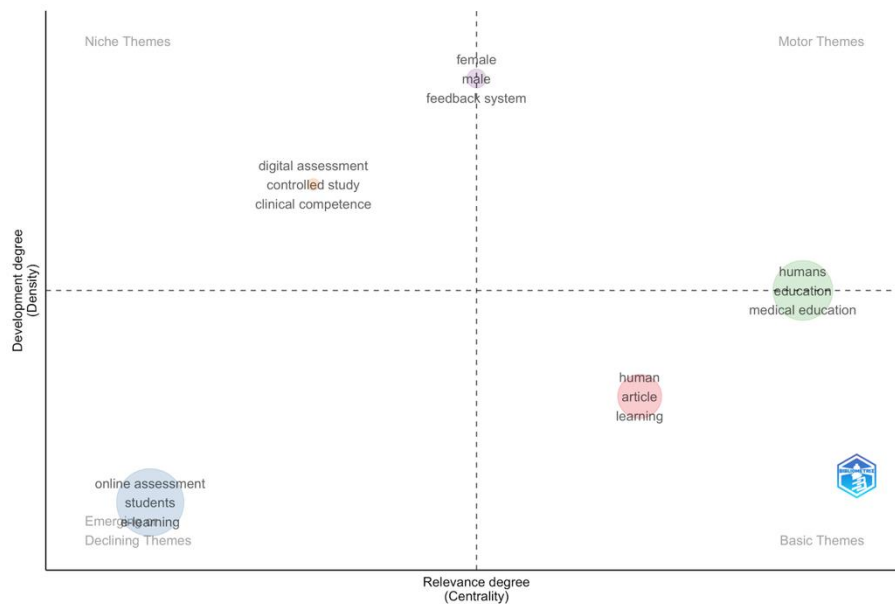 Niche Themes
Motor Themes
female
male
feedback system
digital assessment
controlled study
clinical competence
humans
education
medical education
human
article
learning
online assessment
students
e-learning
Emerging or
Declining Themes
Basic Themes
BIBLIOMETRIX
Development degree
(Density)
Relevance degree
(Centrality)